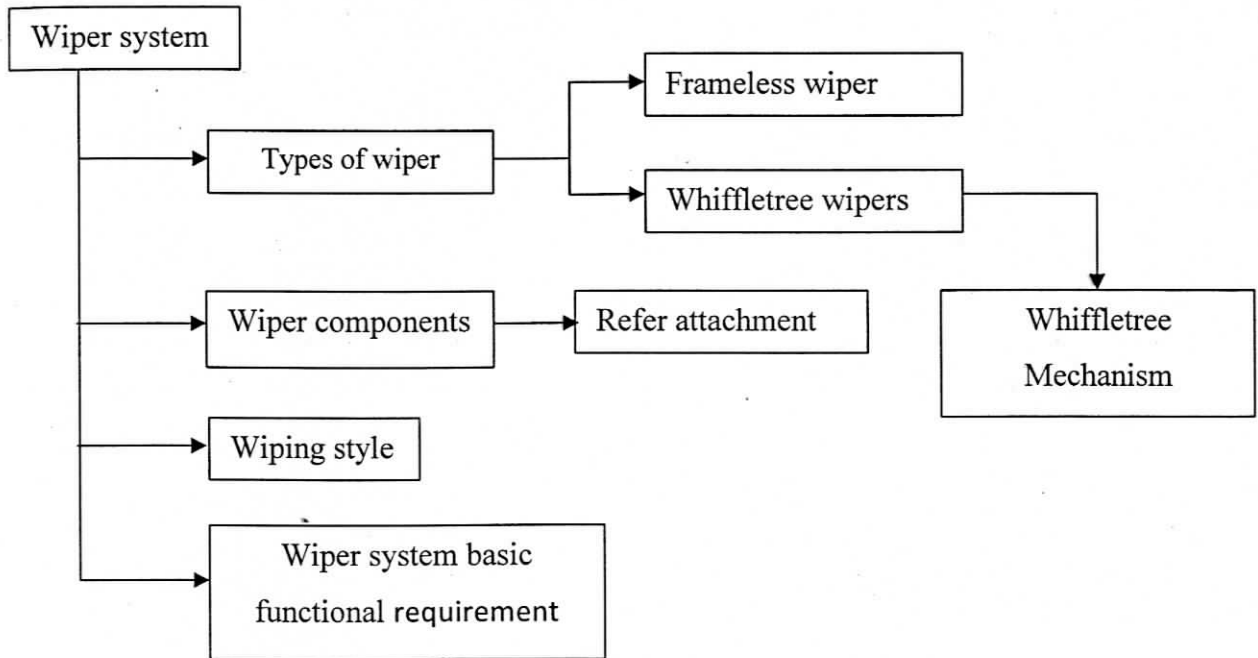 Wiper system
Frameless wiper
Types of wiper
Whiffletree wipers
Wiper components
Refer attachment
Whiffletree
Mechanism
Wiping style
Wiper system basic
functional requirement